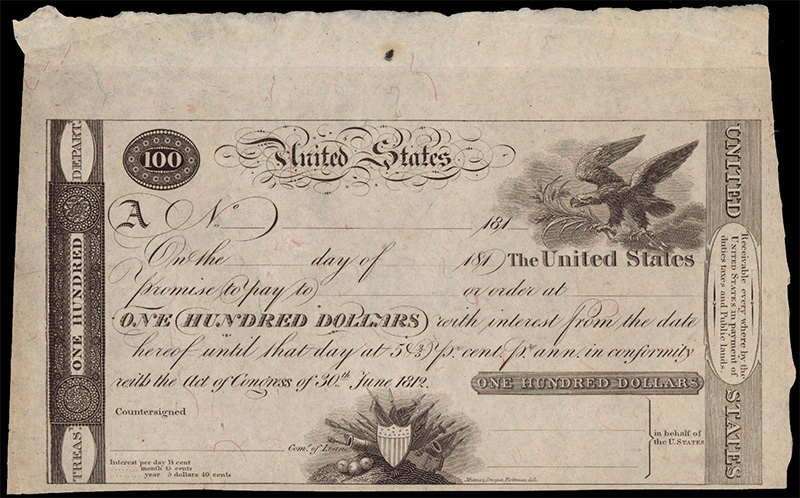 DEPART.
ONE HUNDRED
TREAS.
100
United States
A No. 181
On the day of 181 The United States
promise to pay to or order at
ONE HUNDRED DOLLARS with interest from the date
hereof until that day at 5⅖ pr. cent. pr. ann. in conformity
with the Act of Congress of 30th June 1812.
ONE HUNDRED DOLLARS
Countersigned
Comr. of Loans
in behalf of
the U.STATES
Interest per day 1½ cent
month 45 cents
year 5 dollars 40 cents
Murray, Draper, Fairman & Co.
UNITED
Receivable every where by the
UNITED STATES in payment of
duties taxes and Public lands.
STATES